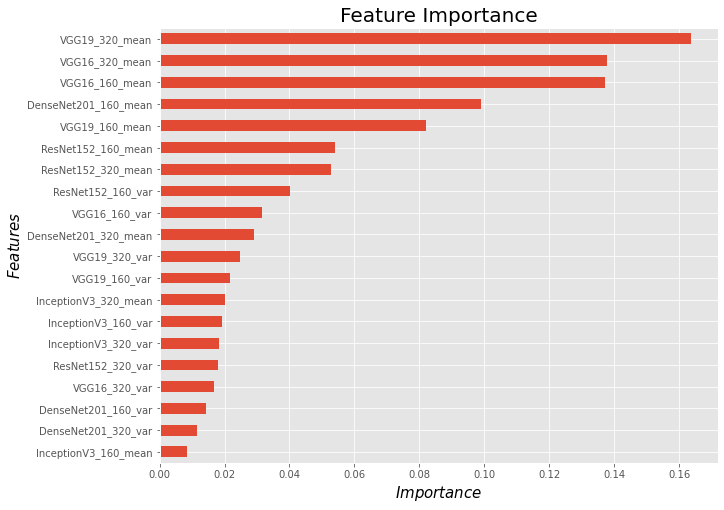 Feature Importance
VGG19_320_mean
VGG16_320_mean
VGG16_160_mean
DenseNet201_160_mean
VGG19_160_mean
ResNet152_160_mean
ResNet152_320_mean
ResNet152_160_var
VGG16_160_var
DenseNet201_320_mean
VGG19_320_var
VGG19_160_var
InceptionV3_320_mean
InceptionV3_160_var
InceptionV3_320_var
ResNet152_320_var
VGG16_320_var
DenseNet201_160_var
DenseNet201_320_var
InceptionV3_160_mean
Features
0.00 0.02 0.04 0.06 0.08 0.10 0.12 0.14 0.16
Importance